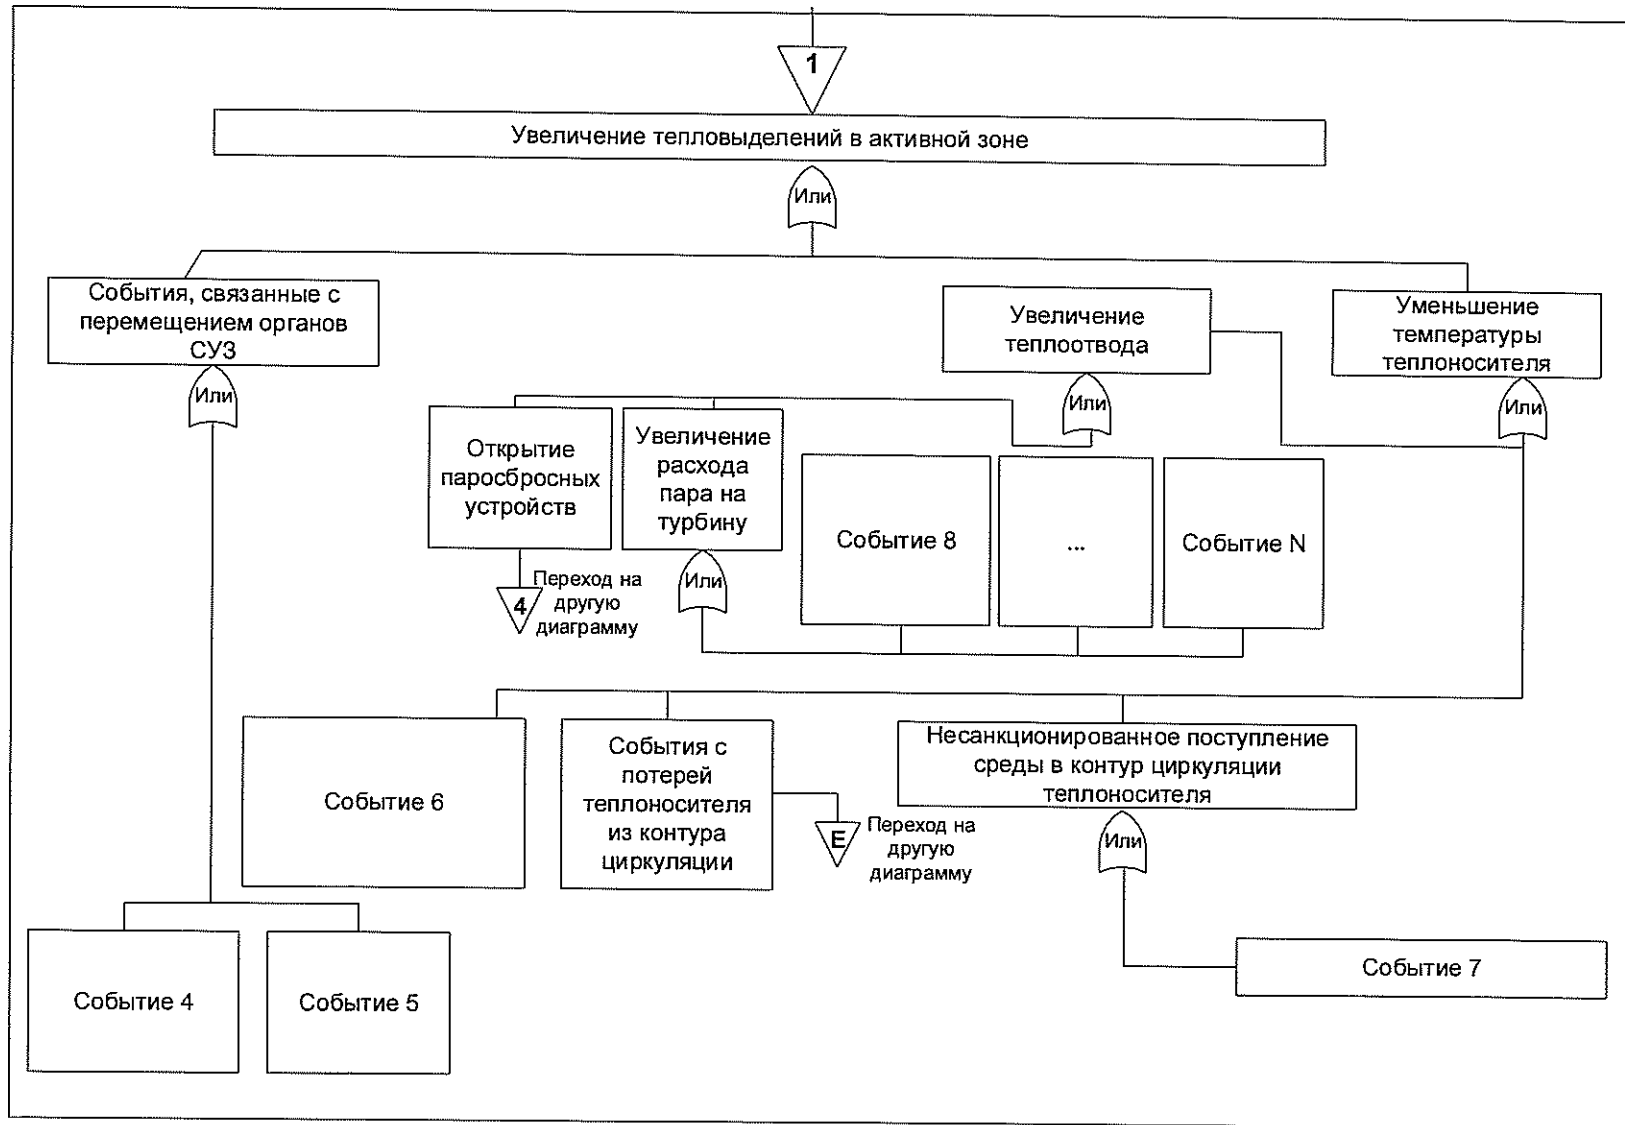 1
Увеличение тепловыделений в активной зоне
Или
События, связанные с
перемещением органов
СУЗ
Или
Увеличение
теплоотвода
Или
Уменьшение
температуры
теплоносителя
Или
Открытие
паросбросных
устройств
Увеличение
расхода
пара на
турбину
Событие 8
...
Событие N
4
Переход на
другую
диаграмму
Или
Событие 6
События с
потерей
теплоносителя
из контура
циркуляции
E
Переход на
другую
диаграмму
Несанкционированное поступление
среды в контур циркуляции
теплоносителя
Или
Событие 4
Событие 5
Событие 7